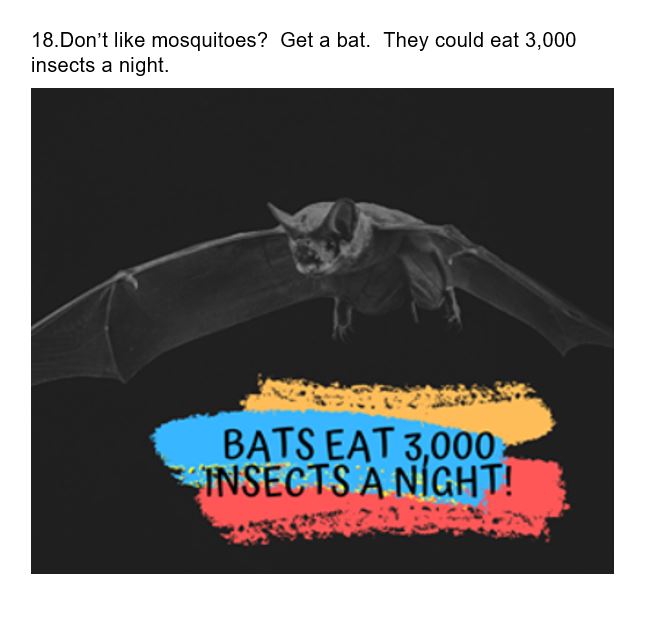 18.Don’t like mosquitoes?  Get a bat.  They could eat 3,000
insects a night.
BATS EAT 3,000
INSECTS A NIGHT!